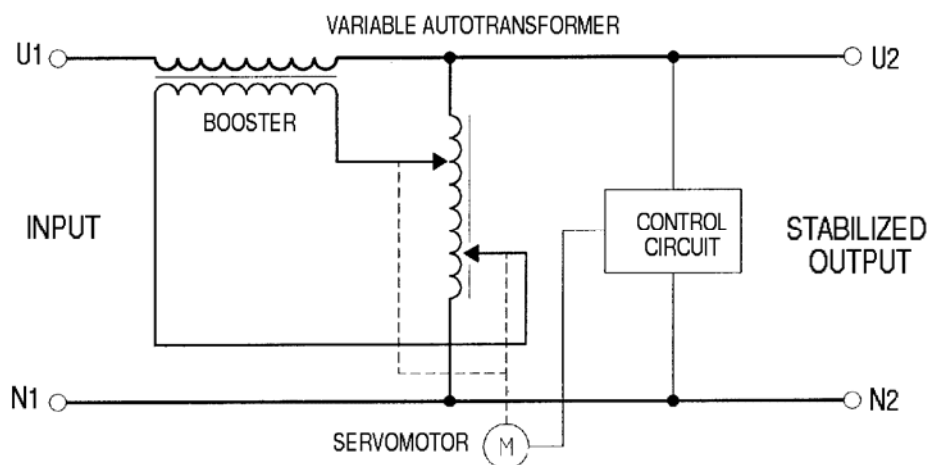 VARIABLE AUTOTRANSFORMER
U1
U2
BOOSTER
INPUT
CONTROL
CIRCUIT
STABILIZED
OUTPUT
N1
N2
SERVOMOTOR
M